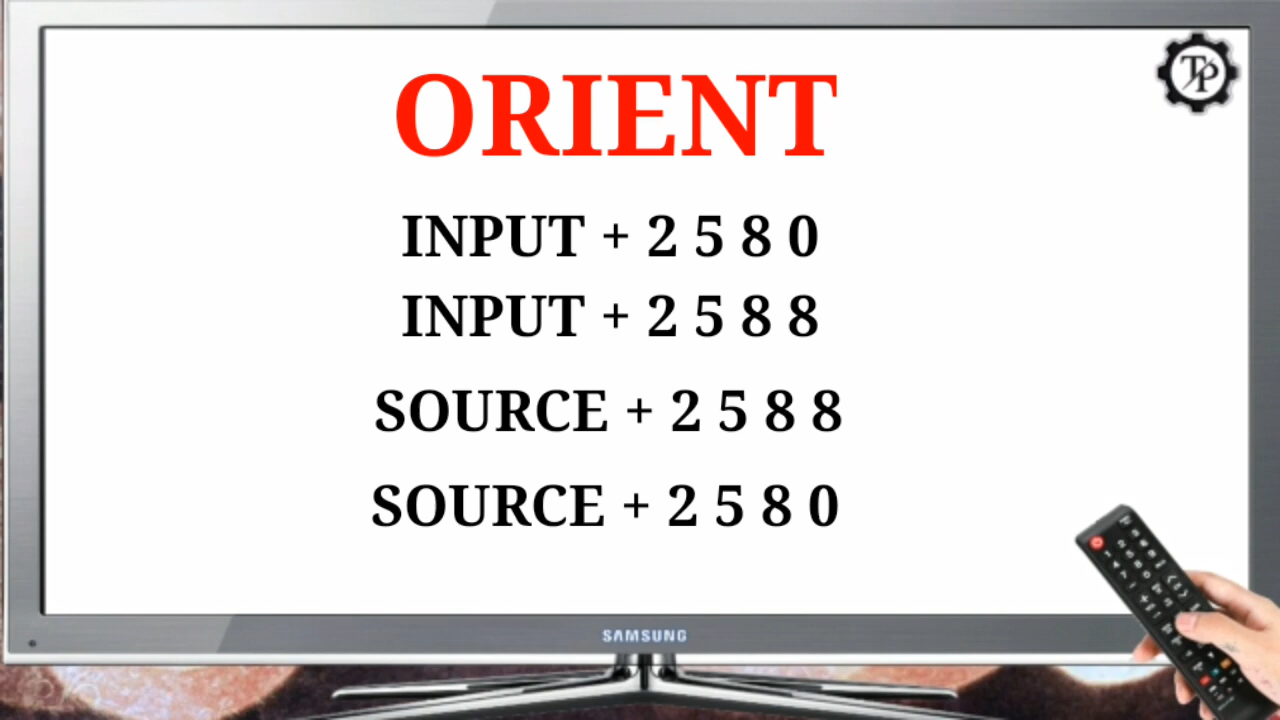 ORIENT
TP
INPUT + 2 5 8 0
INPUT + 2 5 8 8
SOURCE + 2 5 8 8
SOURCE + 2 5 8 0
SAMSUNG